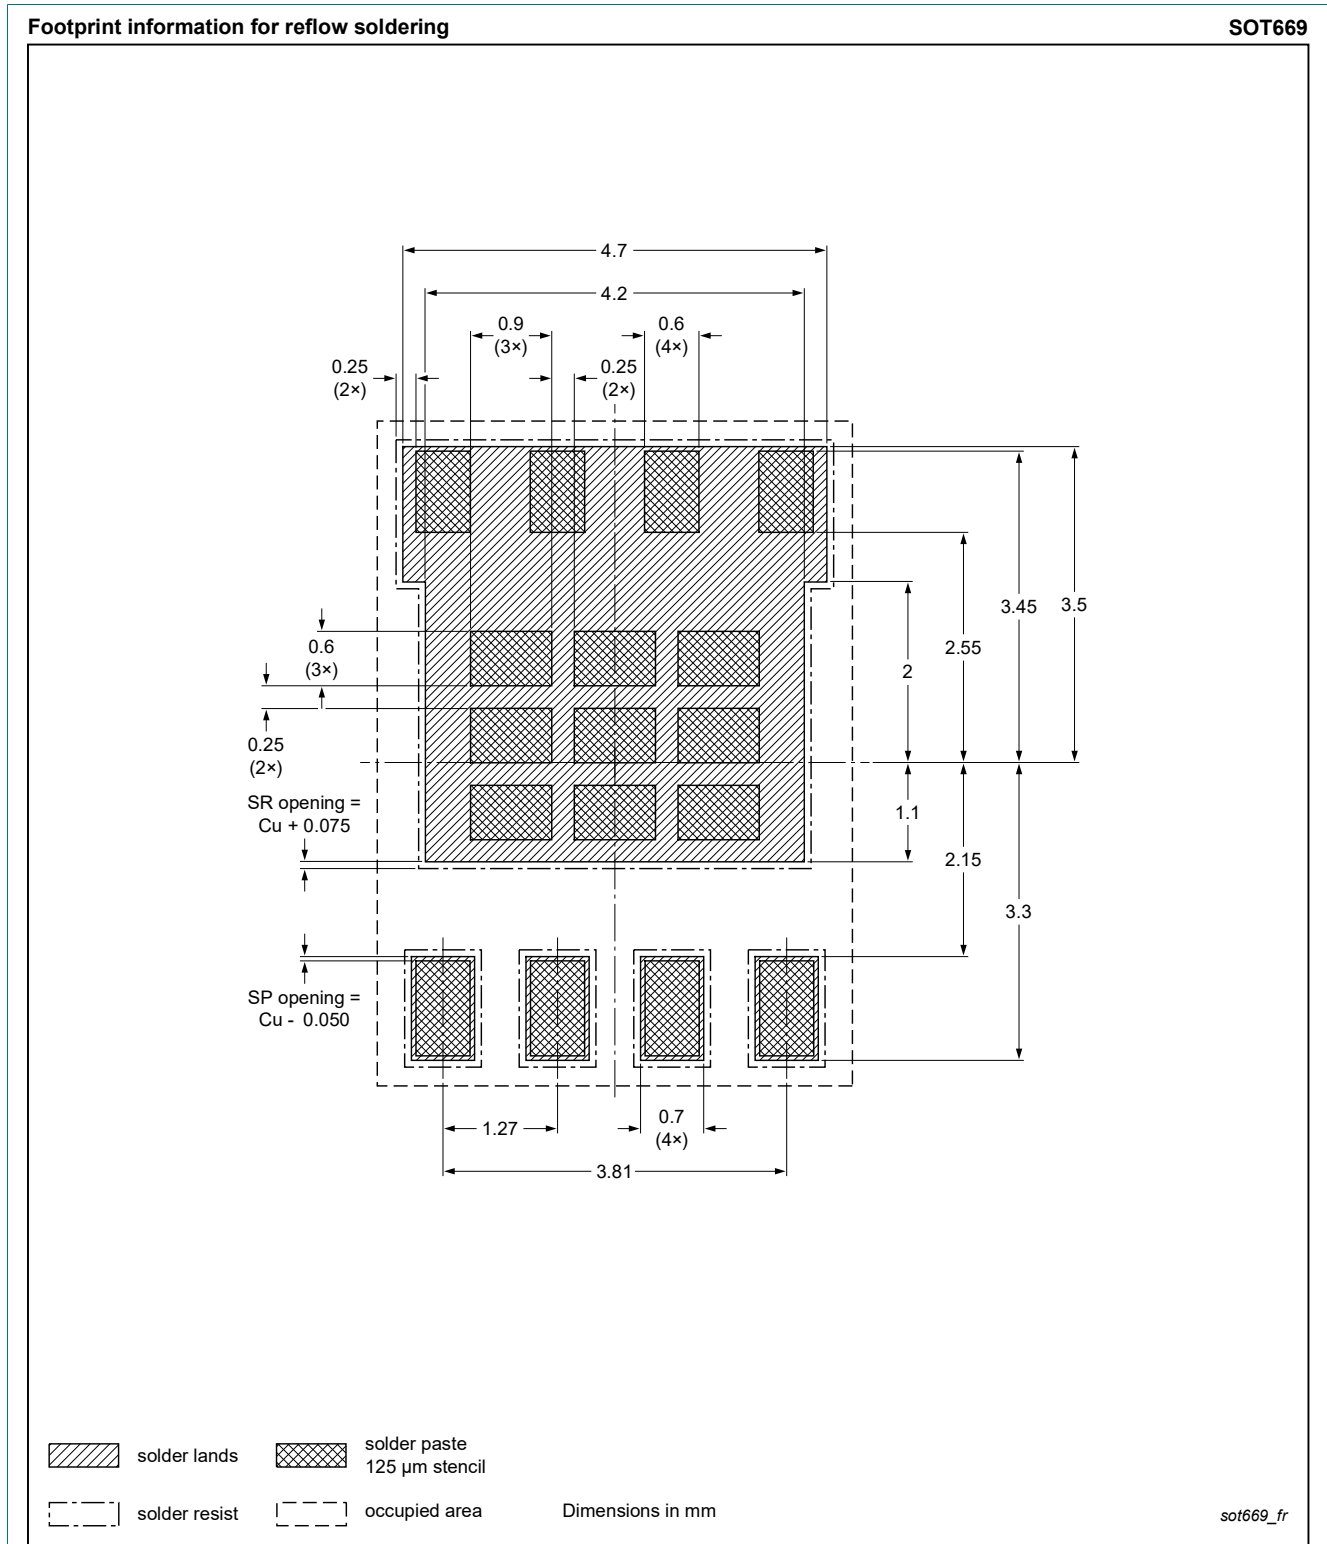 Footprint information for reflow soldering
SOT669
4.7
4.2
0.9
(3×)
0.6
(4×)
0.25
(2×)
0.25
(2×)
3.45
3.5
2.55
2
0.6
(3×)
0.25
(2×)
SR opening =
Cu + 0.075
1.1
2.15
3.3
SP opening =
Cu - 0.050
1.27
0.7
(4×)
3.81
solder lands
solder paste
125 µm stencil
solder resist
occupied area
Dimensions in mm
sot669_fr